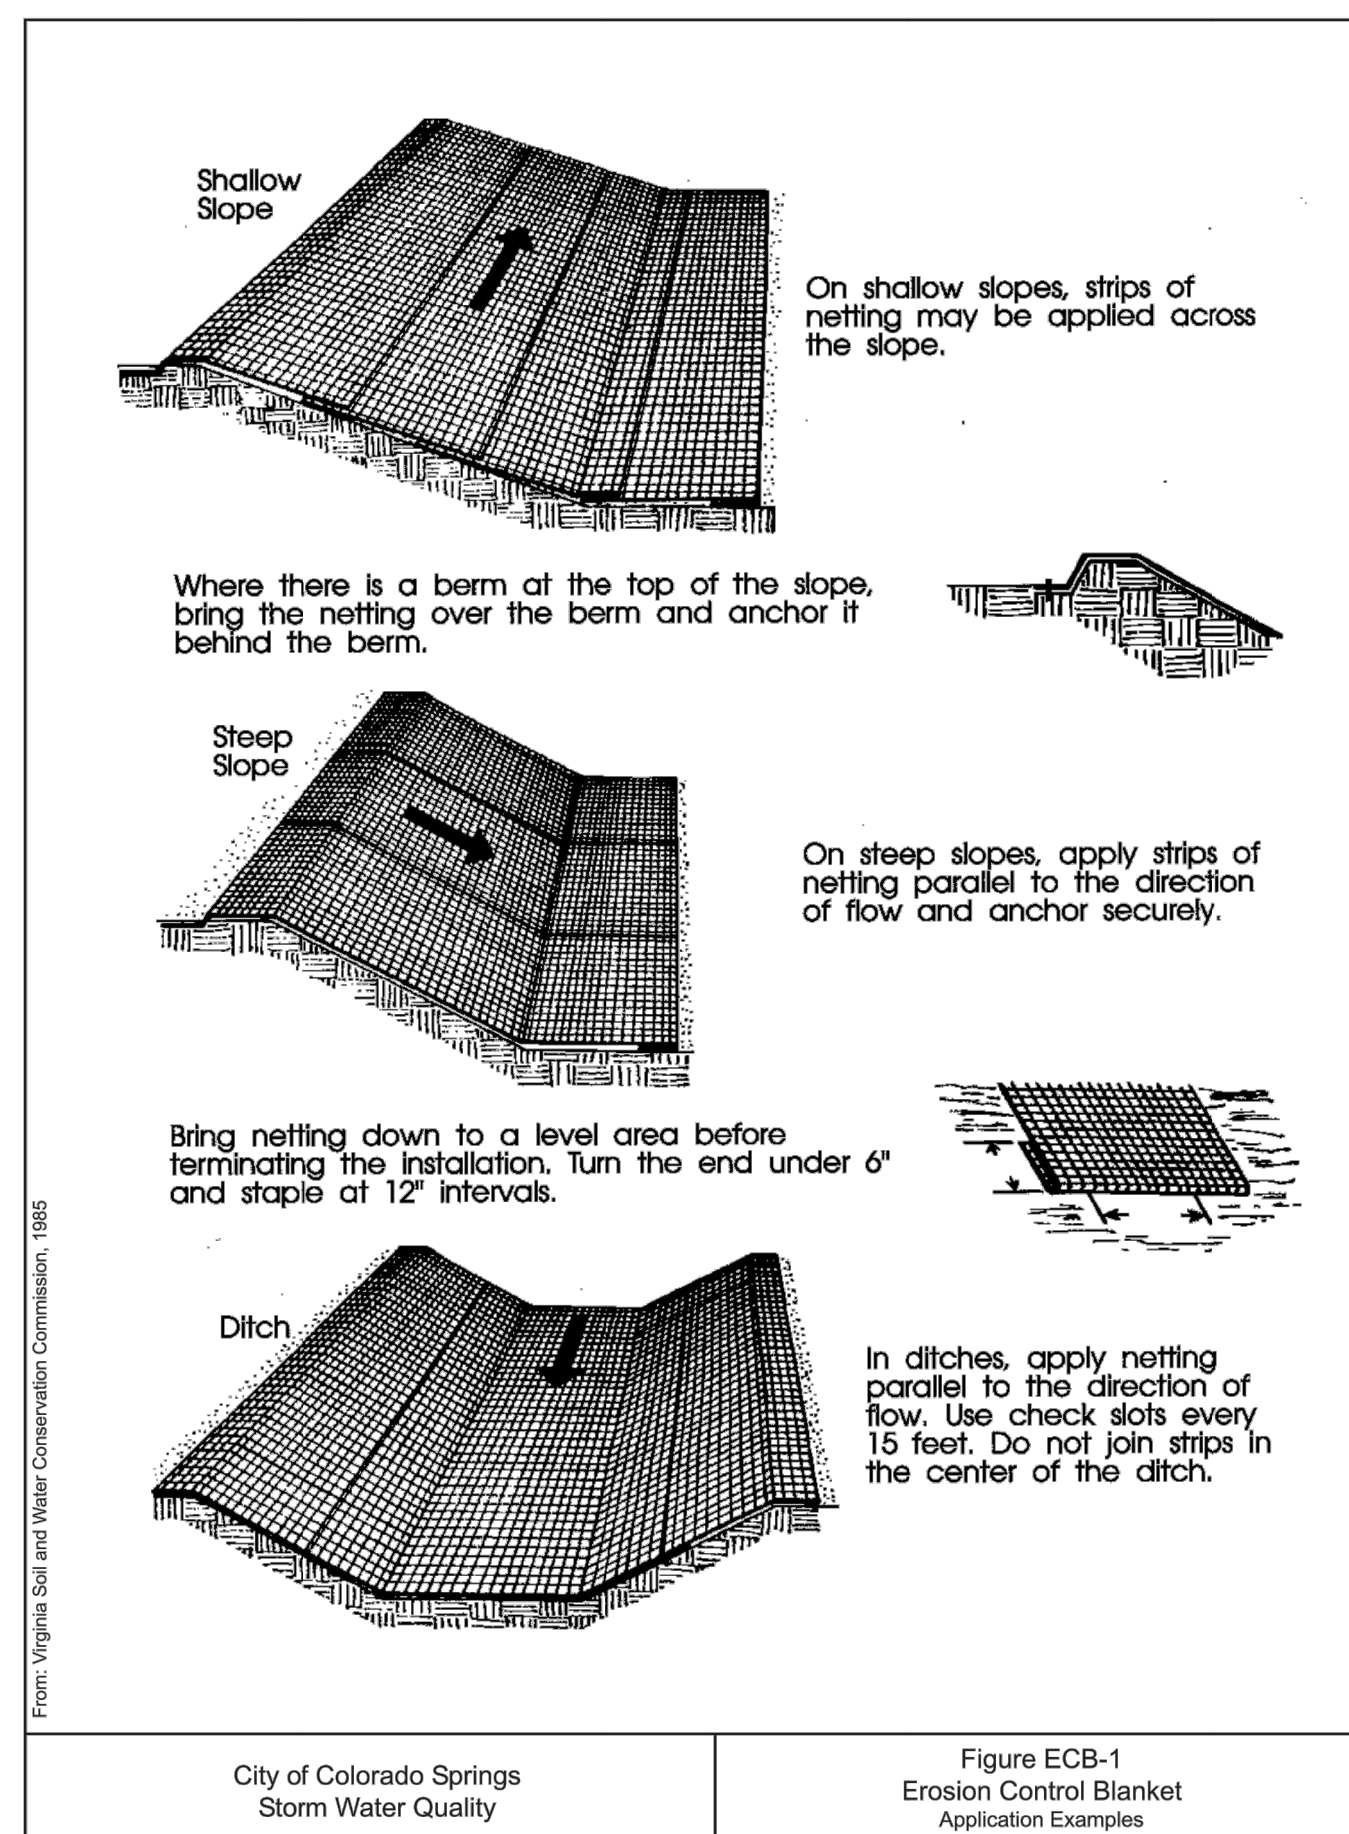 Shallow
Slope
On shallow slopes, strips of
netting may be applied across
the slope.
Where there is a berm at the top of the slope,
bring the netting over the berm and anchor it
behind the berm.
Steep
Slope
On steep slopes, apply strips of
netting parallel to the direction
of flow and anchor securely.
Bring netting down to a level area before
terminating the installation. Turn the end under 6"
and staple at 12" intervals.
Ditch
In ditches, apply netting
parallel to the direction of
flow. Use check slots every
15 feet. Do not join strips in
the center of the ditch.
From: Virginia Soil and Water Conservation Commission, 1985
City of Colorado Springs
Storm Water Quality
Figure ECB-1
Erosion Control Blanket
Application Examples